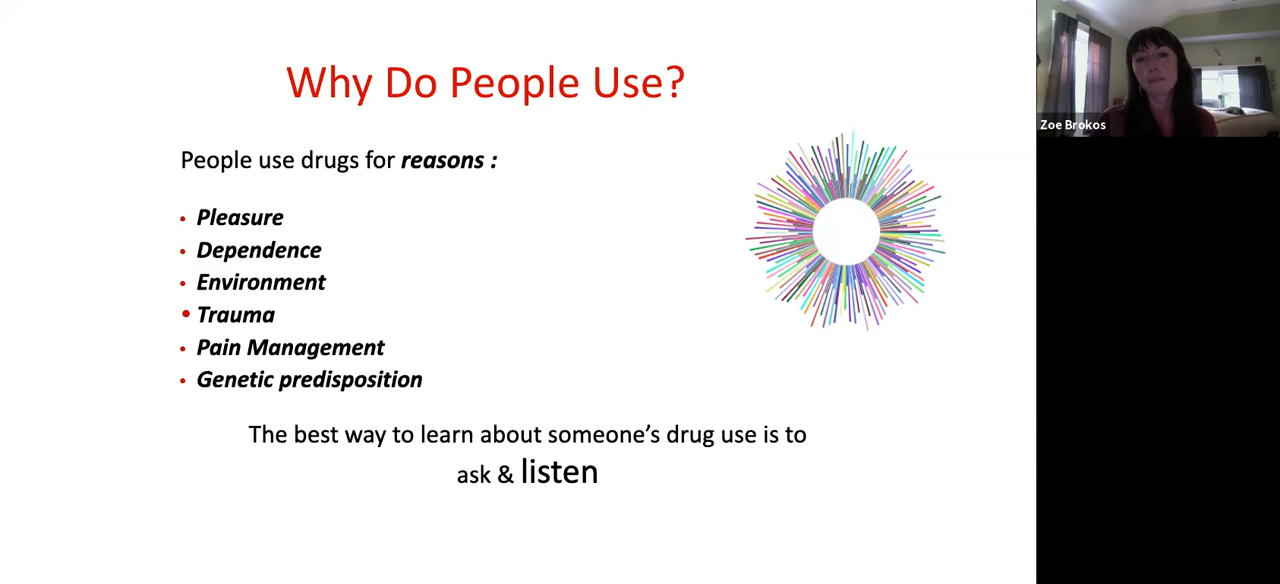 Why Do People Use?
People use drugs for reasons :
• Pleasure
• Dependence
• Environment
• Trauma
• Pain Management
• Genetic predisposition
The best way to learn about someone’s drug use is to
ask & listen
Zoe Brokos